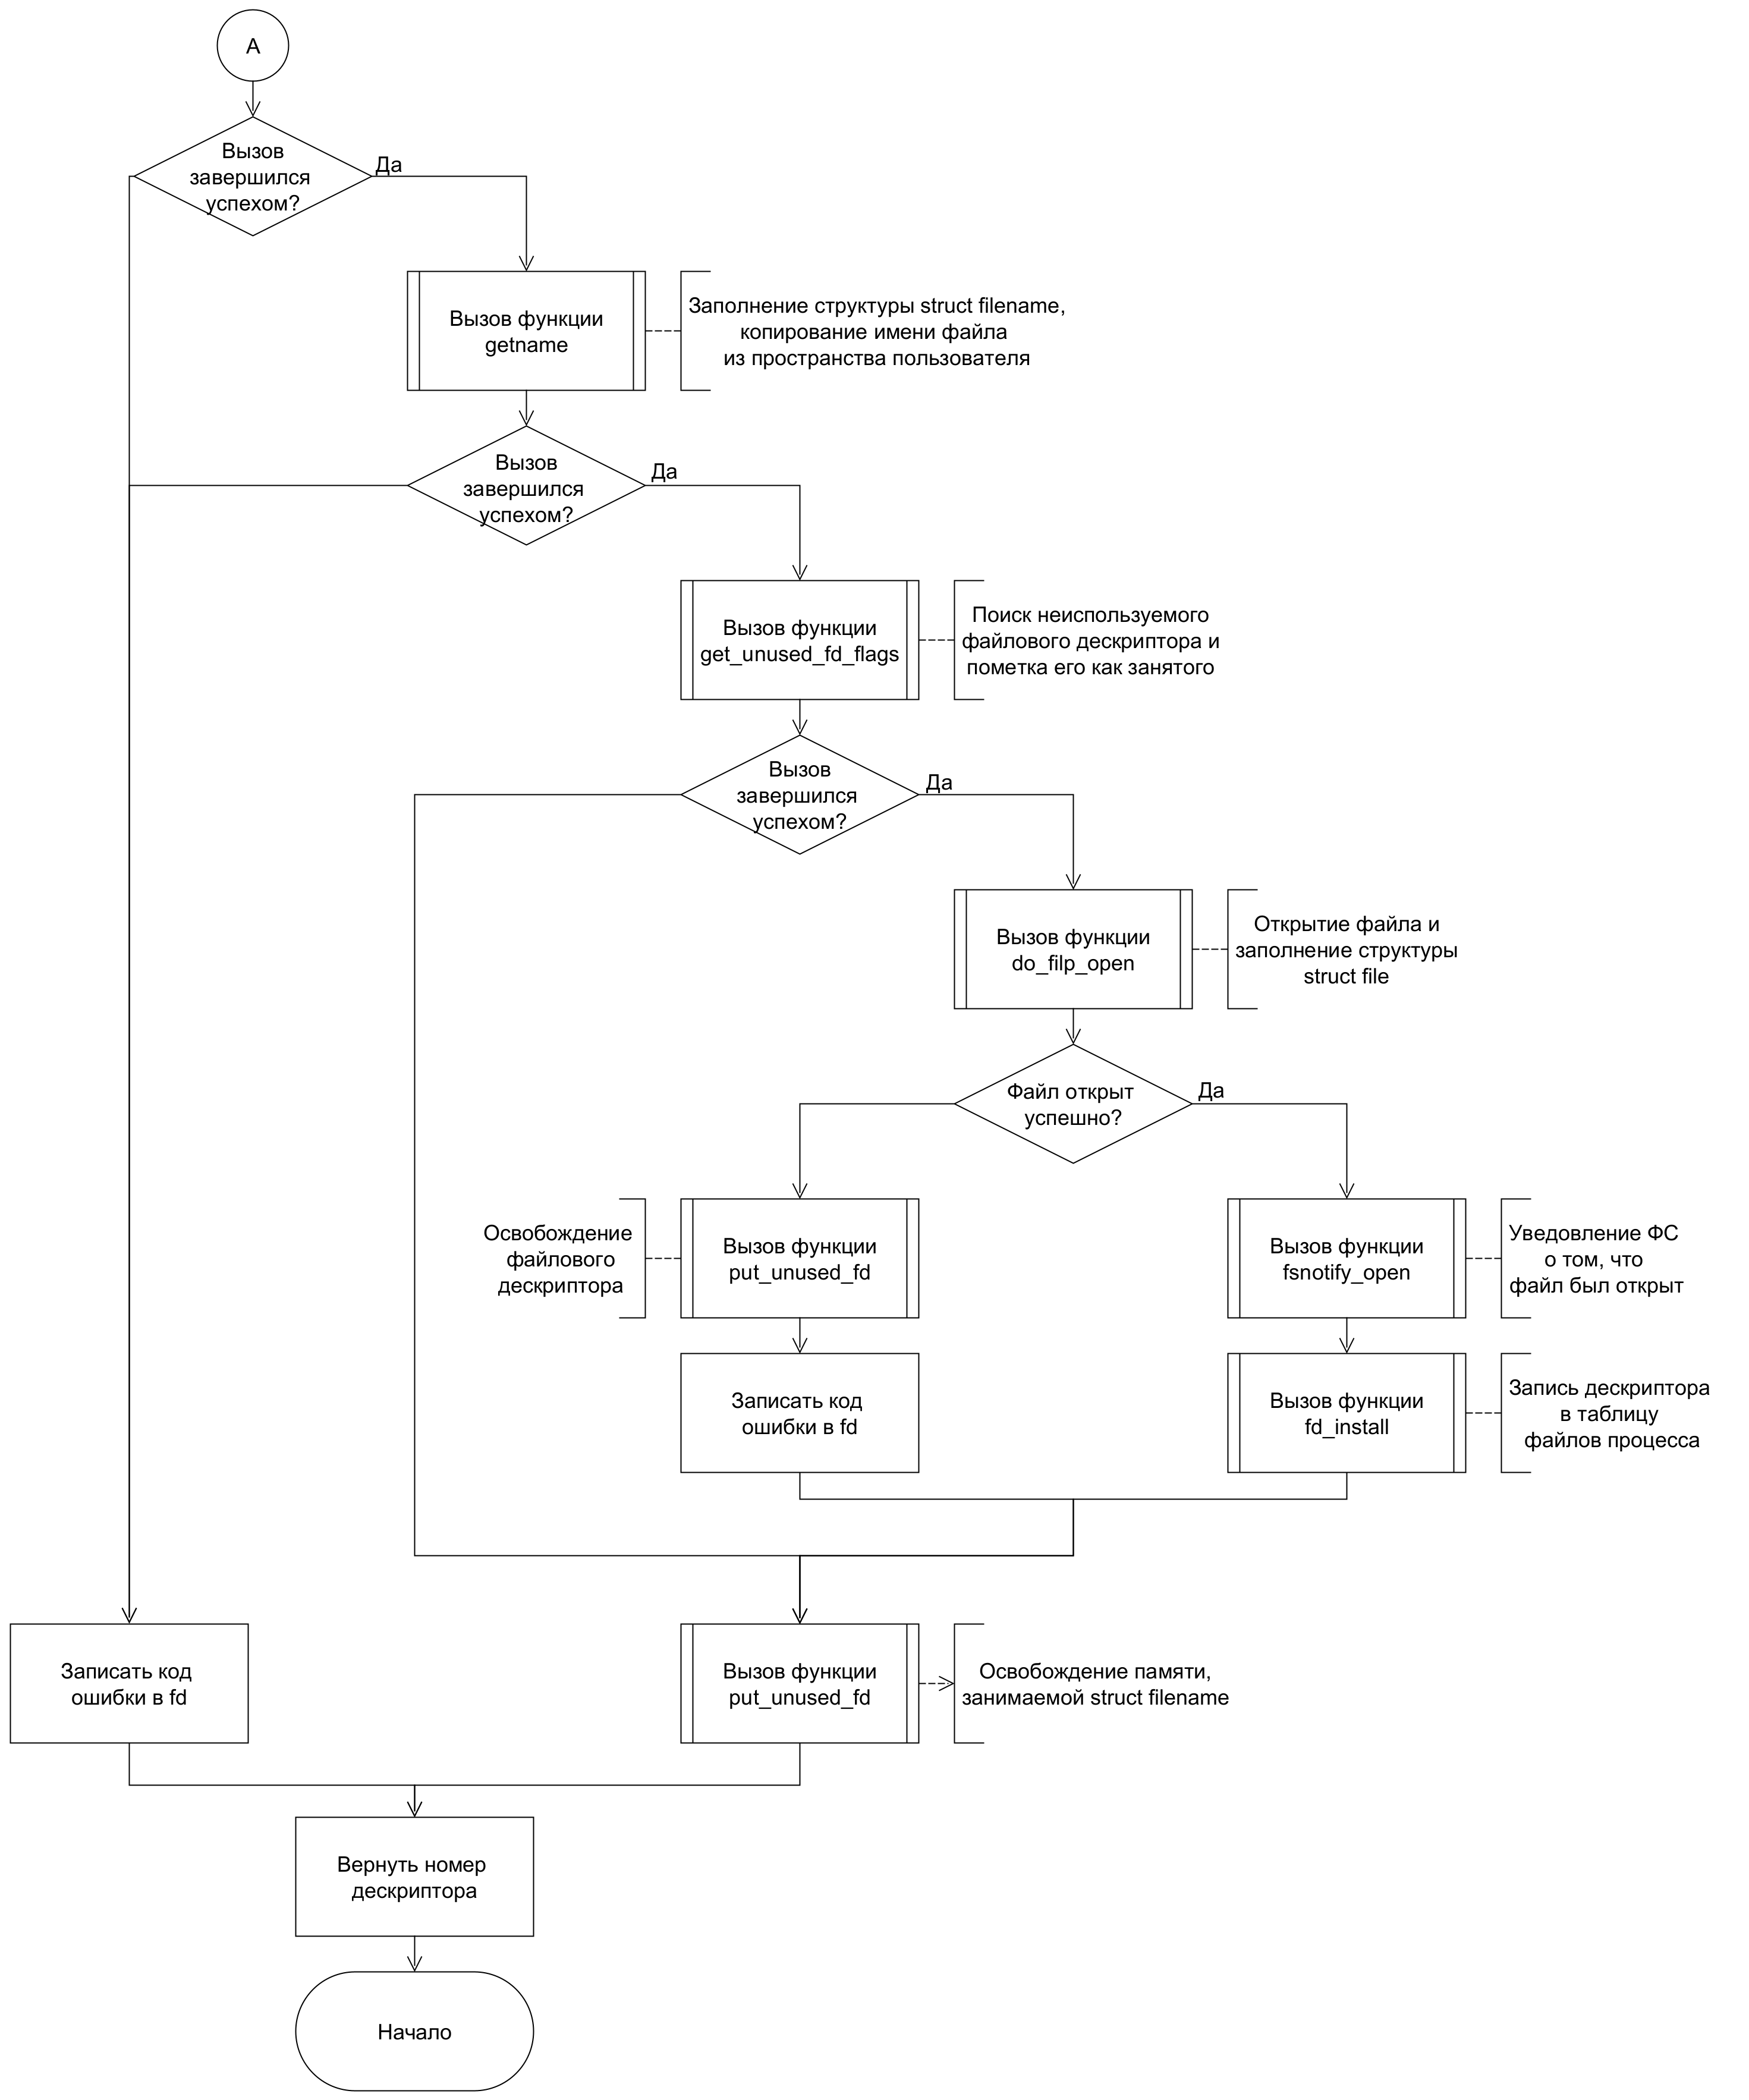 А
Вызов
завершился
успехом?
Да
Вызов функции
getname
Заполнение структуры struct filename,
копирование имени файла
из пространства пользователя
Вызов
завершился
успехом?
Да
Вызов функции
get_unused_fd_flags
Поиск неиспользуемого
файлового дескриптора и
пометка его как занятого
Вызов
завершился
успехом?
Да
Вызов функции
do_filp_open
Открытие файла и
заполнение структуры
struct file
Файл открыт
успешно?
Да
Освобождение
файлового
дескриптора
Вызов функции
put_unused_fd
Вызов функции
fsnotify_open
Уведовление ФС
о том, что
файл был открыт
Записать код
ошибки в fd
Вызов функции
fd_install
Запись дескриптора
в таблицу
файлов процесса
Записать код
ошибки в fd
Вызов функции
put_unused_fd
Освобождение памяти,
занимаемой struct filename
Вернуть номер
дескриптора
Начало